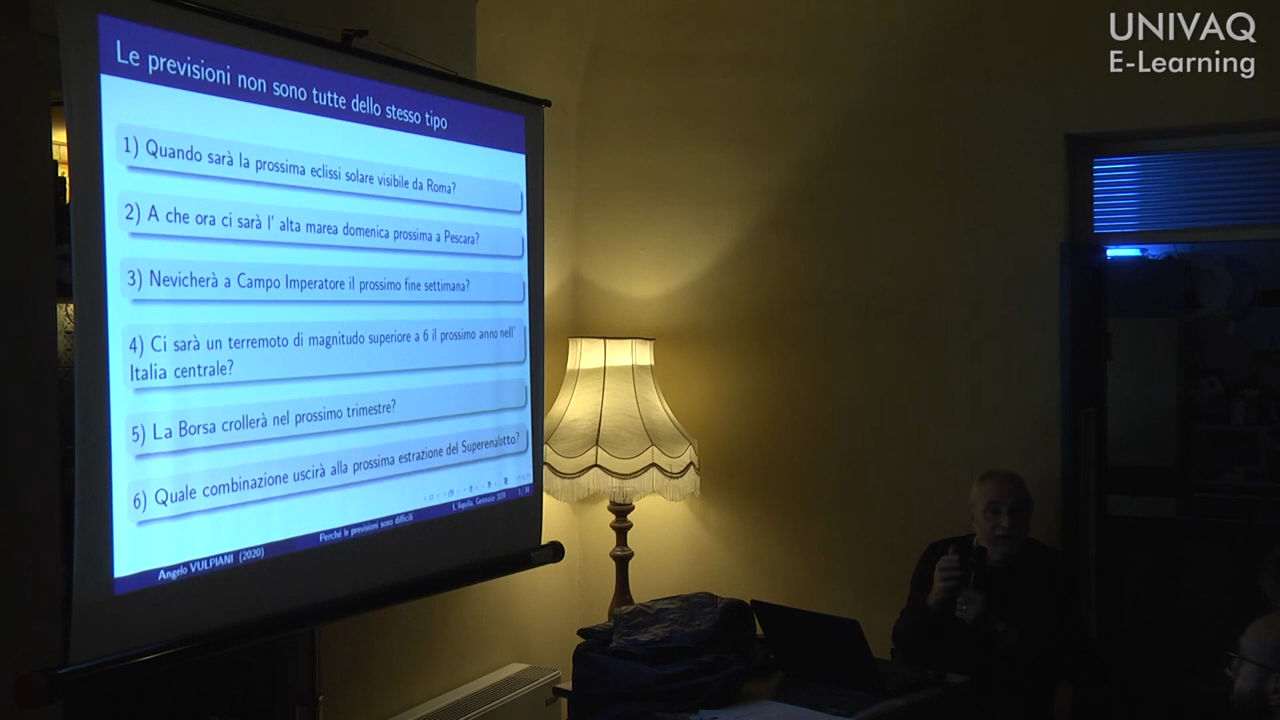 UNIVAQ
E-Learning
Le previsioni non sono tutte dello stesso tipo
1) Quando sarà la prossima eclissi solare visibile da Roma?
2) A che ora ci sarà l' alta marea domenica prossima a Pescara?
3) Nevicherà a Campo Imperatore il prossimo fine settimana?
4) Ci sarà un terremoto di magnitudo superiore a 6 il prossimo anno nell'
Italia centrale?
5) La Borsa crollerà nel prossimo trimestre?
6) Quale combinazione uscirà alla prossima estrazione del Superenalotto?
Angelo VULPIANI (2020)
Perché le previsioni sono difficili
L'Aquila, Gennaio 2020